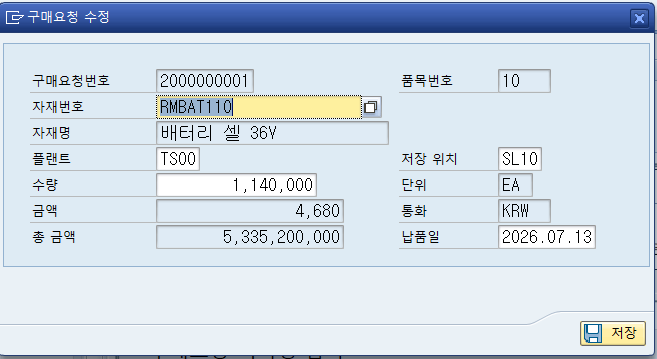 구매요청 수정
구매요청번호 2000000001 품목번호 10
자재번호 RMBAT110
자재명 배터리 셀 36V
플랜트 TS00 저장 위치 SL10
수량 1,140,000 단위 EA
금액 4,680 통화 KRW
총 금액 5,335,200,000 납품일 2026.07.13
저장